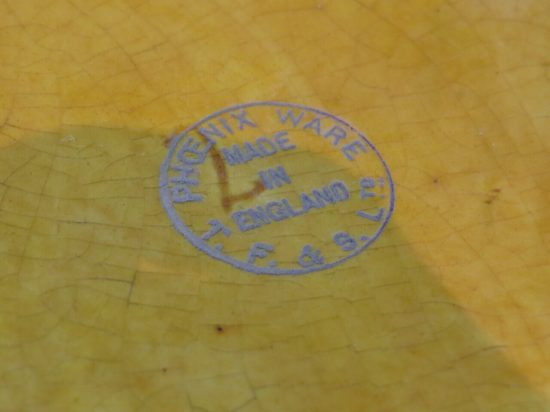 PHOENIX WARE
MADE
IN
ENGLAND
T. F. & S. LTD